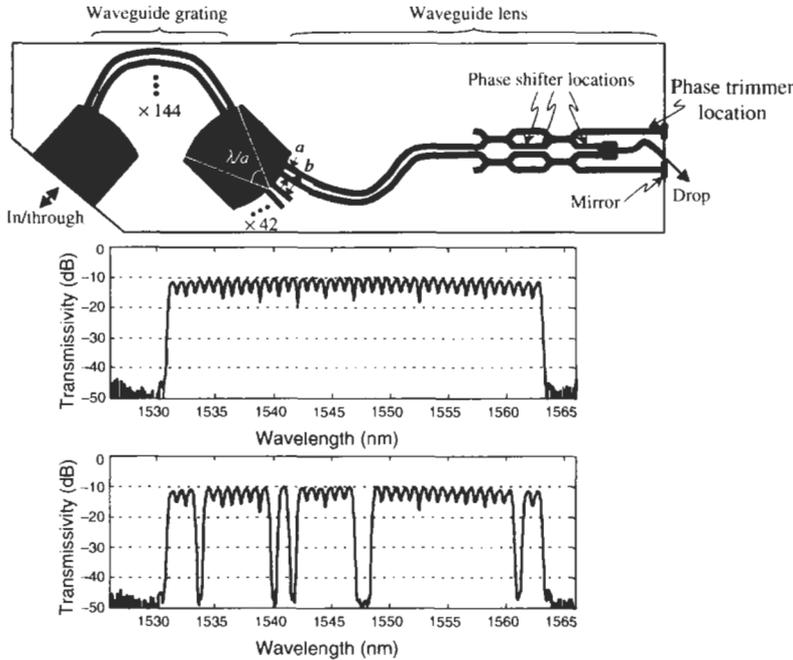 Waveguide grating
Waveguide lens
Phase shifter locations
Phase trimmer
location
× 144
λ/a
a
b
× 42
In/through
Mirror
Drop
0
−10
−20
−30
−40
−50
Transmissivity (dB)
1530 1535 1540 1545 1550 1555 1560 1565
Wavelength (nm)
0
−10
−20
−30
−40
−50
Transmissivity (dB)
1530 1535 1540 1545 1550 1555 1560 1565
Wavelength (nm)